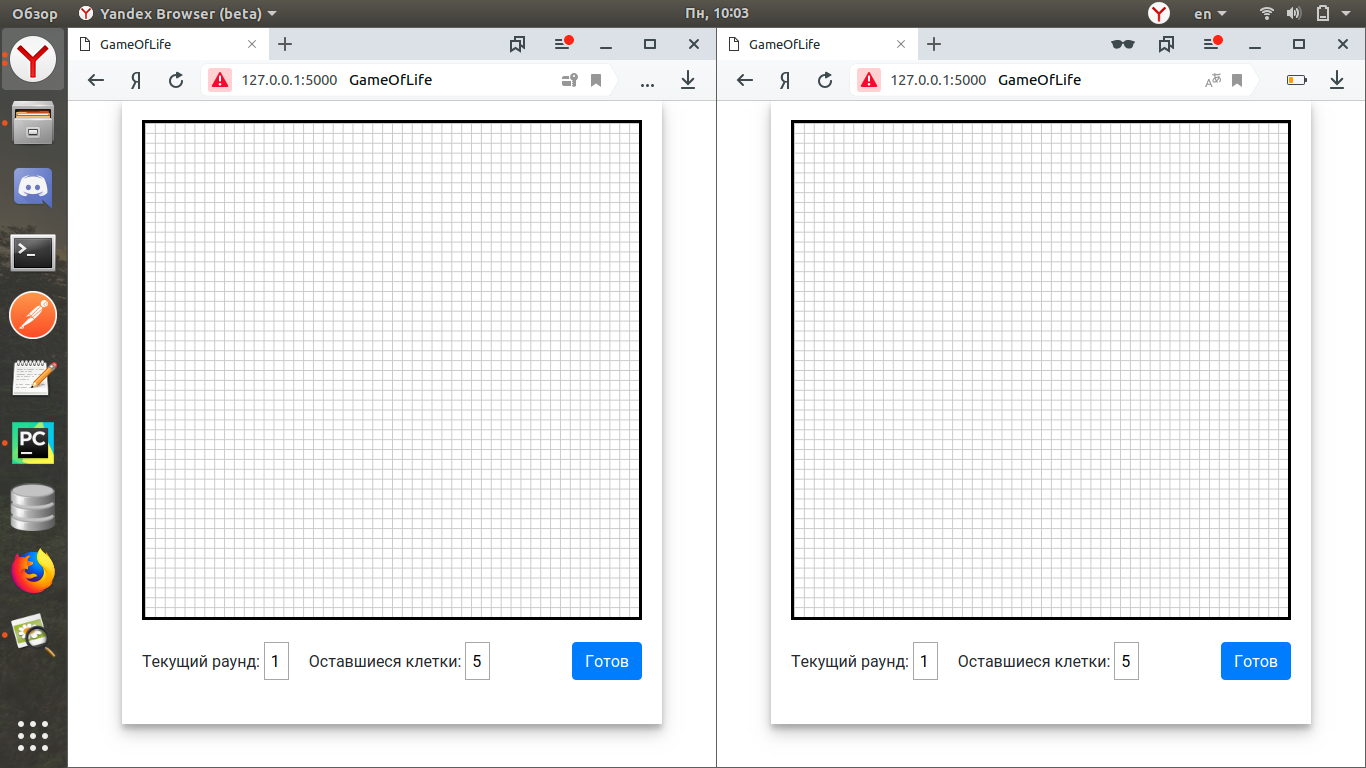 Обзор Yandex Browser (beta) Пн, 10:03 en
GameOfLife
127.0.0.1:5000 GameOfLife
Текущий раунд: 1 Оставшиеся клетки: 5 Готов
GameOfLife
127.0.0.1:5000 GameOfLife
Текущий раунд: 1 Оставшиеся клетки: 5 Готов
PC